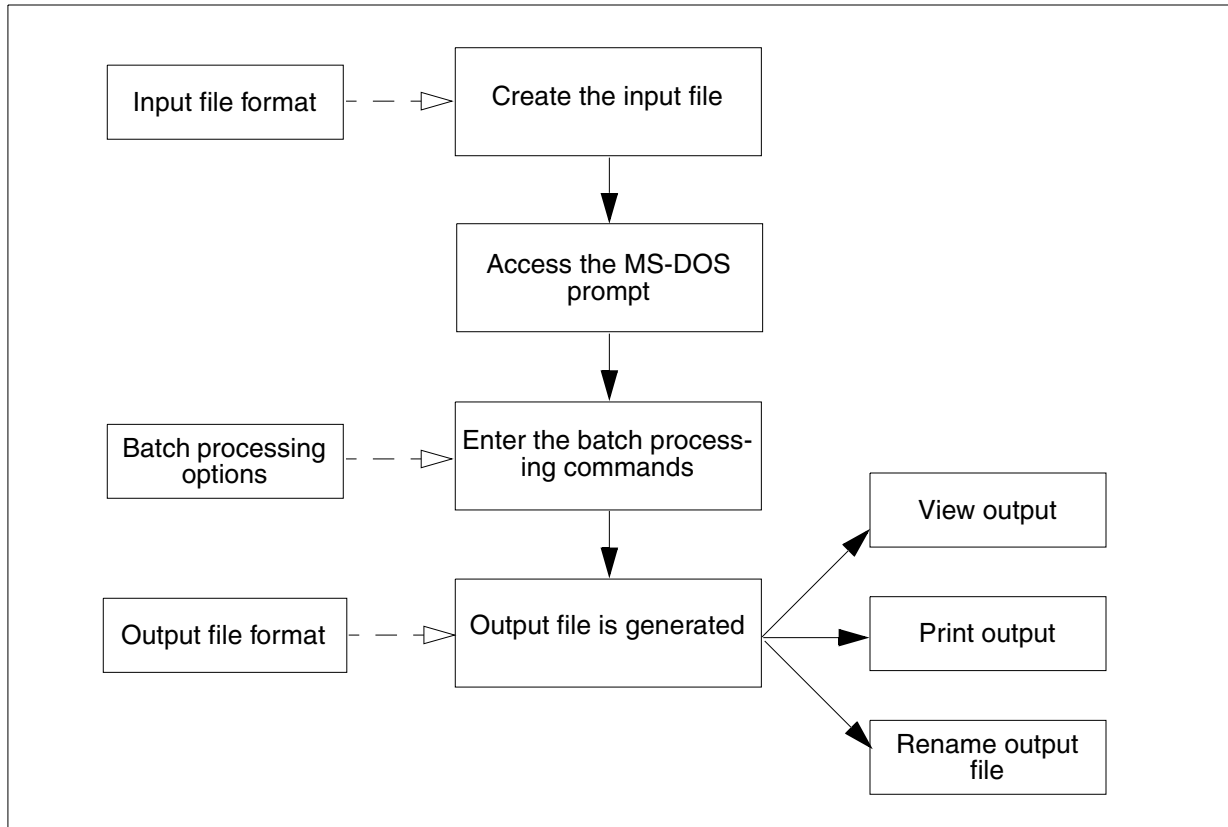 Input file format
Create the input file
Access the MS-DOS
prompt
Batch processing
options
Enter the batch process-
ing commands
View output
Output file format
Output file is generated
Print output
Rename output
file